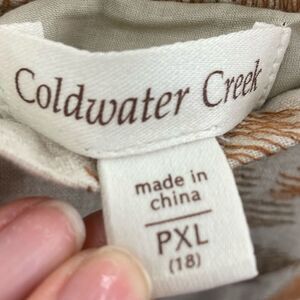 Coldwater Creek
made in
china
PXL
(18)